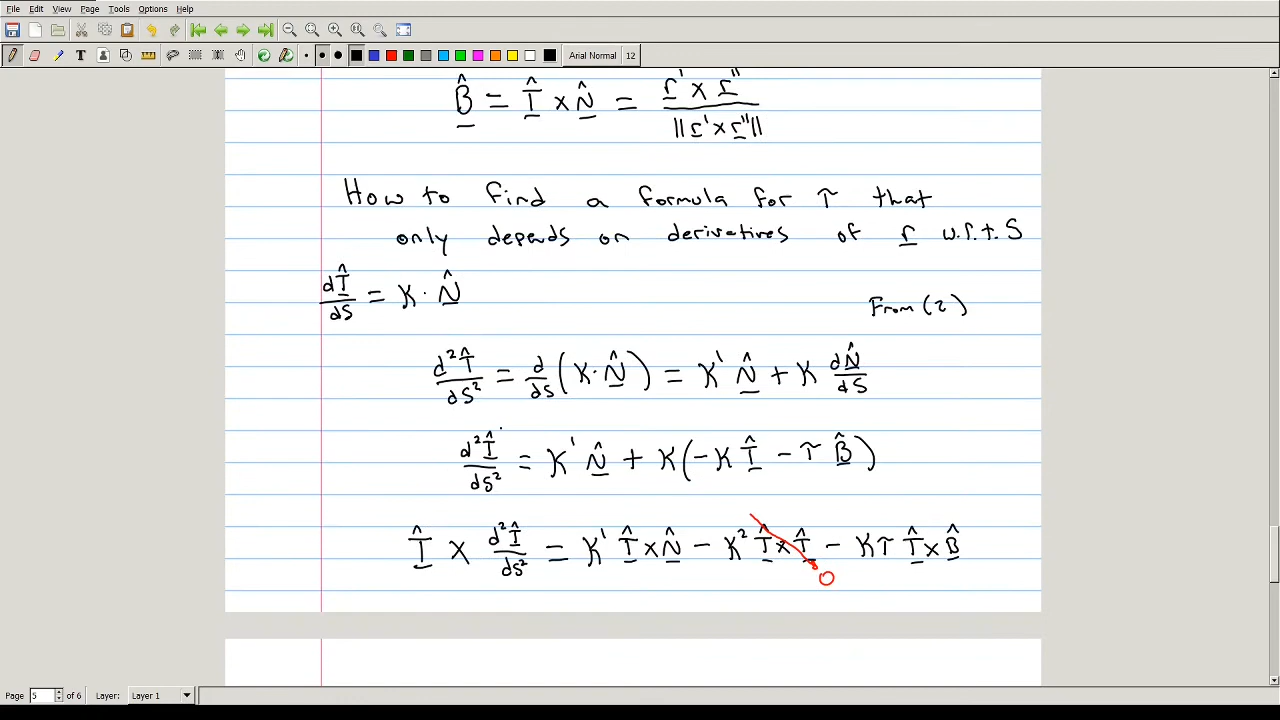 File Edit View Page Tools Options Help
Arial Normal 12
B̂ = T̂ × N̂ = r' × r'' / ||r' × r''||
How to find a formula for τ that
only depends on derivatives of r w.r.t S
dT̂/ds = K · N̂
From (2)
d²T̂/ds² = d/ds (K · N̂) = K' N̂ + K dN̂/ds
d²T̂/ds² = K' N̂ + K(-K T̂ - τ B̂)
T̂ × d²T̂/ds² = K' T̂ × N̂ - K² T̂ × T̂ - Kτ T̂ × B̂
0
Page 5 of 6 Layer: Layer 1